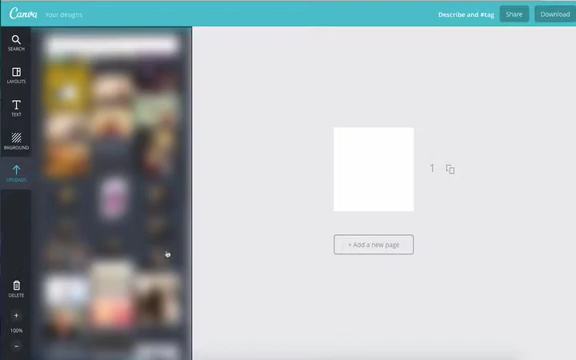 Canva
Your designs
Describe and #tag
Share
Download
SEARCH
LAYOUTS
TEXT
BKGROUND
UPLOADS
1
+ Add a new page
DELETE
+
100%
-